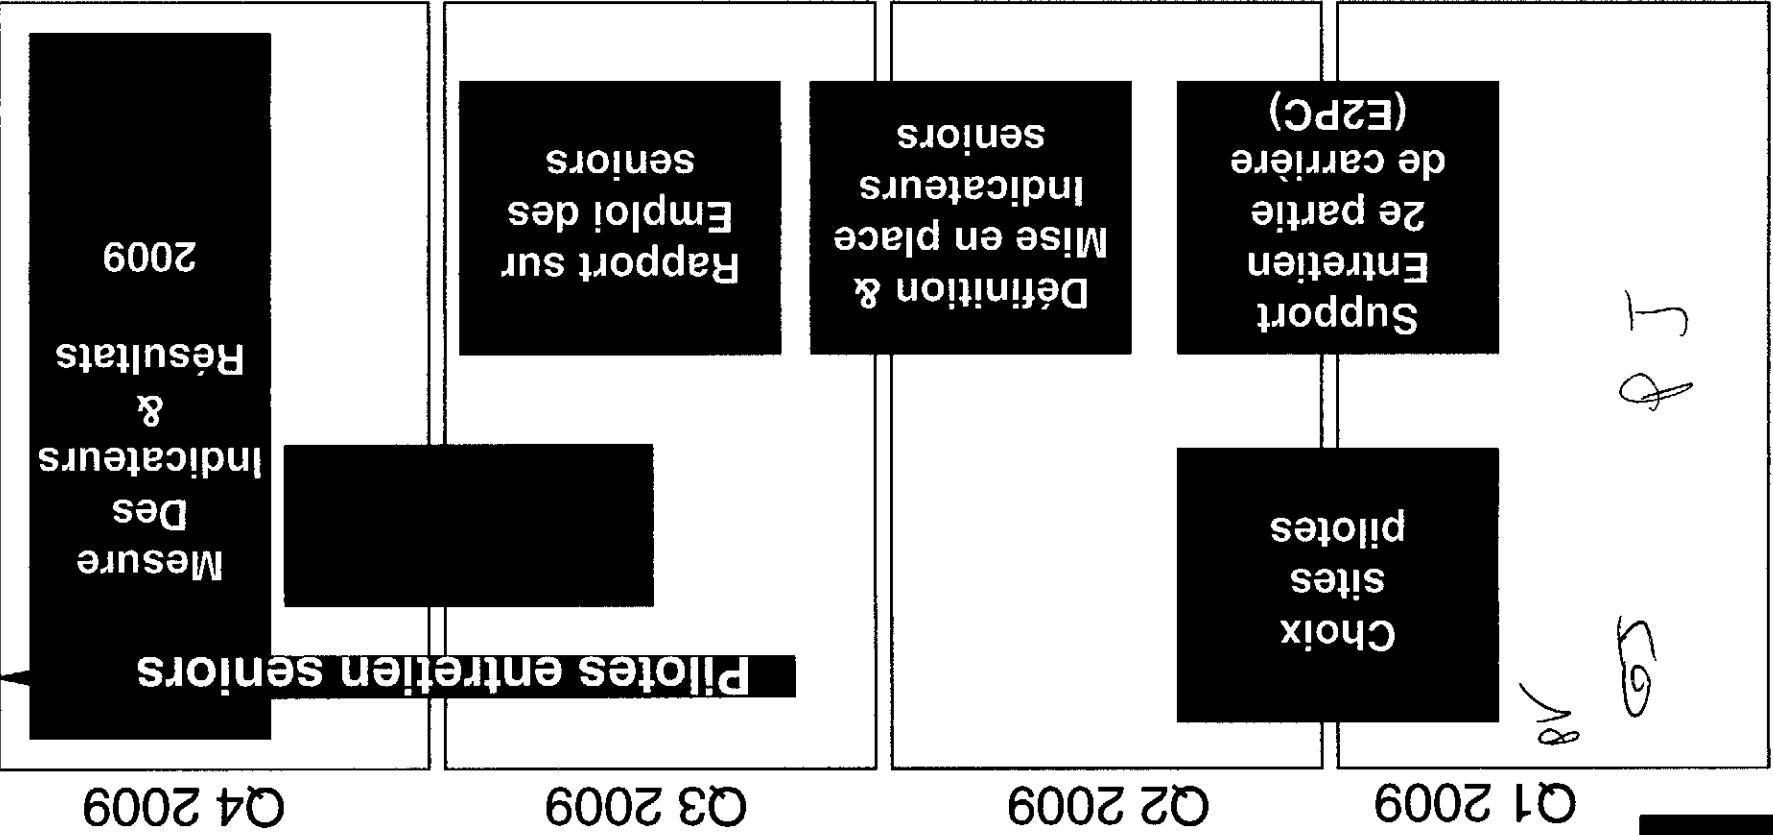 Q1 2009
Q2 2009
Q3 2009
Q4 2009
Pilotes entretien seniors
Choix
sites
pilotes
Mesure
Des
Indicateurs
&
Résultats
2009
Support
Entretien
2e partie
de carrière
(E2PC)
Définition &
Mise en place
Indicateurs
seniors
Rapport sur
Emploi des
seniors